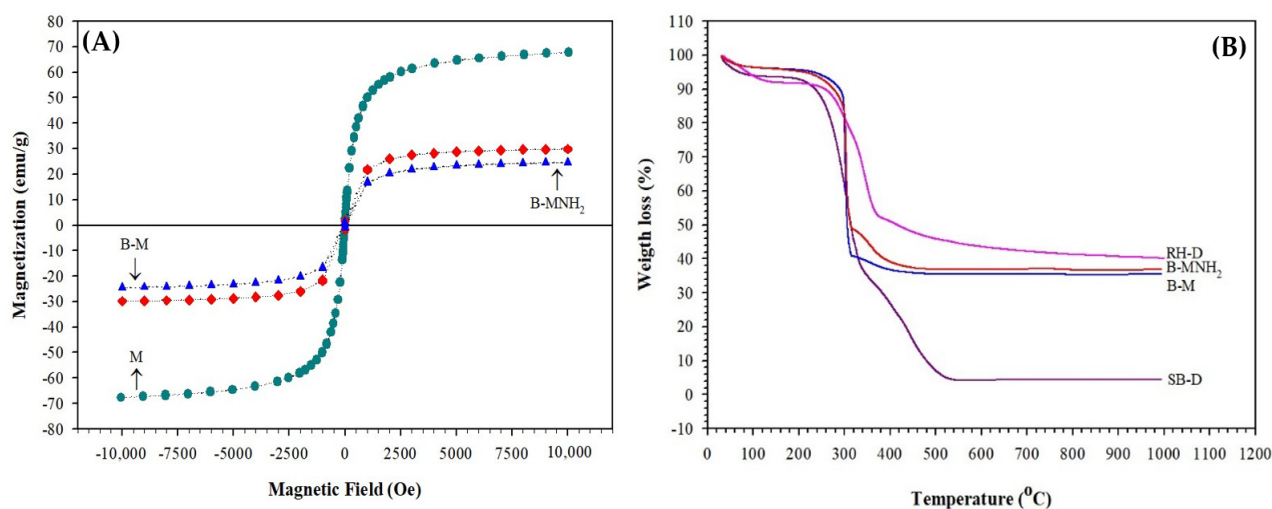 (A)
80
70
60
50
40
30
20
10
0
-10
-20
-30
-40
-50
-60
-70
-80
Magnetization (emu/g)
B-M
M
B-MNH2
-10,000 -7500 -5000 -2500 0 2500 5000 7500 10,000
Magnetic Field (Oe)
(B)
110
100
90
80
70
60
50
40
30
20
10
0
-10
Weigth loss (%)
RH-D
B-MNH2
B-M
SB-D
0 100 200 300 400 500 600 700 800 900 1000 1100 1200
Temperature (oC)